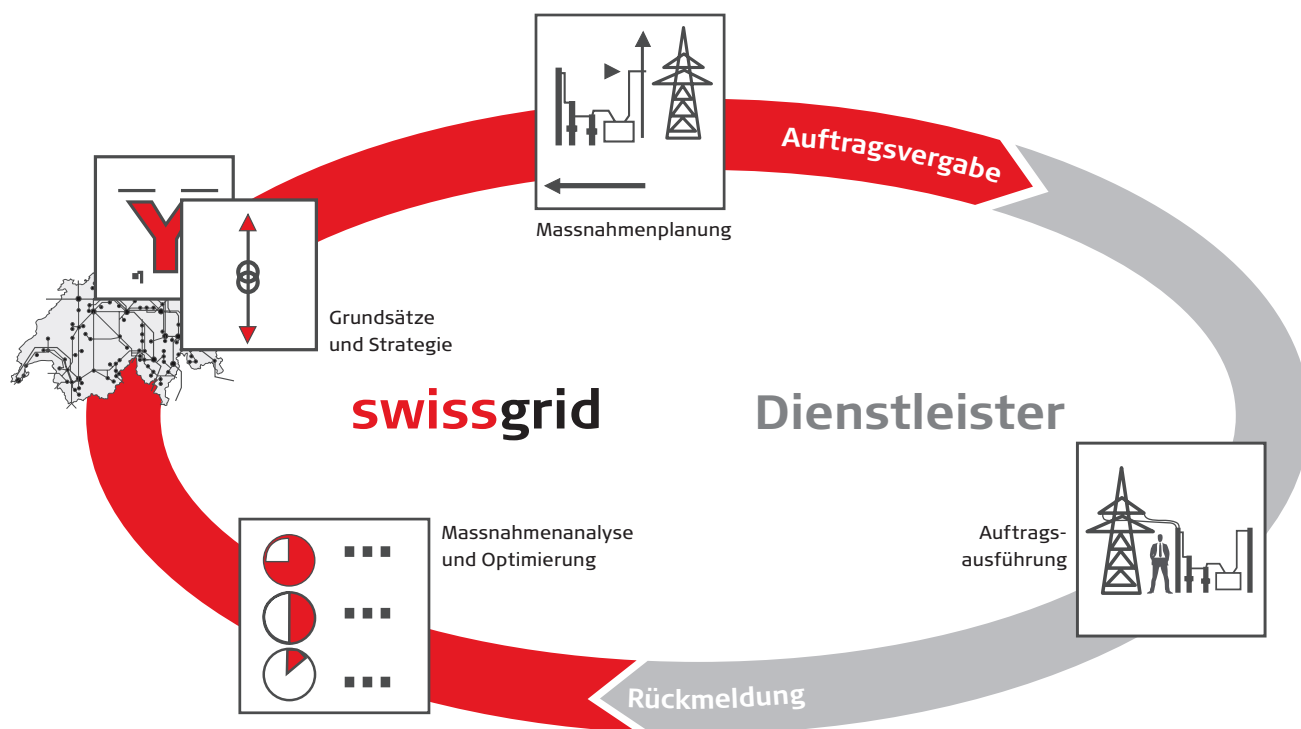 Auftragsvergabe
Massnahmenplanung
Grundsätze
und Strategie
swissgrid
Dienstleister
Massnahmenanalyse
und Optimierung
Auftrags-
ausführung
Rückmeldung